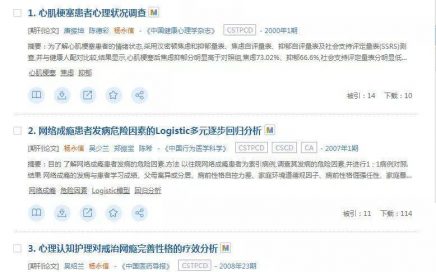 1. 心肌梗塞患者心理状况调查 M
[期刊论文] 唐薇恒 陈德彩 杨永信 - 《中国健康心理学杂志》 CSTPCD - 2000年1期
摘要：为了解心肌梗塞患者的情绪状态,采用汉密顿焦虑和抑郁量表、焦虑自评量表、抑郁自评量表及社会支持评定量表(SSRS)测
查,并与健康人配对比较.结果显示,心肌梗塞后焦虑抑郁分明显高于对照组,焦虑73.02%、抑郁66.6%,社会支持评定量表分明显低...
心肌梗塞 焦虑 抑郁
被引：14 下载：10
2. 网络成瘾患者发病危险因素的Logistic多元逐步回归分析 M
[期刊论文] 杨永信 吴少兰 郑俊宝 陈希 - 《中国行为医学科学》 CSTPCD CSCD CA - 2007年1期
摘要：目的 了解网络成瘾患者发病的危险因素.方法 以住院网络成瘾患者为索引病例,调查其发病的危险因素,并进行1：1病例对照.
结果 网络成瘾的发病与患者学习成绩、父母离异或分居、病前性格自控力差、家庭环境道德观因子、病前性格倔强任性、家庭暴...
网络成瘾 危险因素 Logistic模型 回归分析
被引：11 下载：114
3. 心理认知护理对戒治网瘾完善性格的疗效分析 M
[期刊论文] 吴绍兰 杨永信 - 《中国医药导报》 CSTPCD - 2008年23期